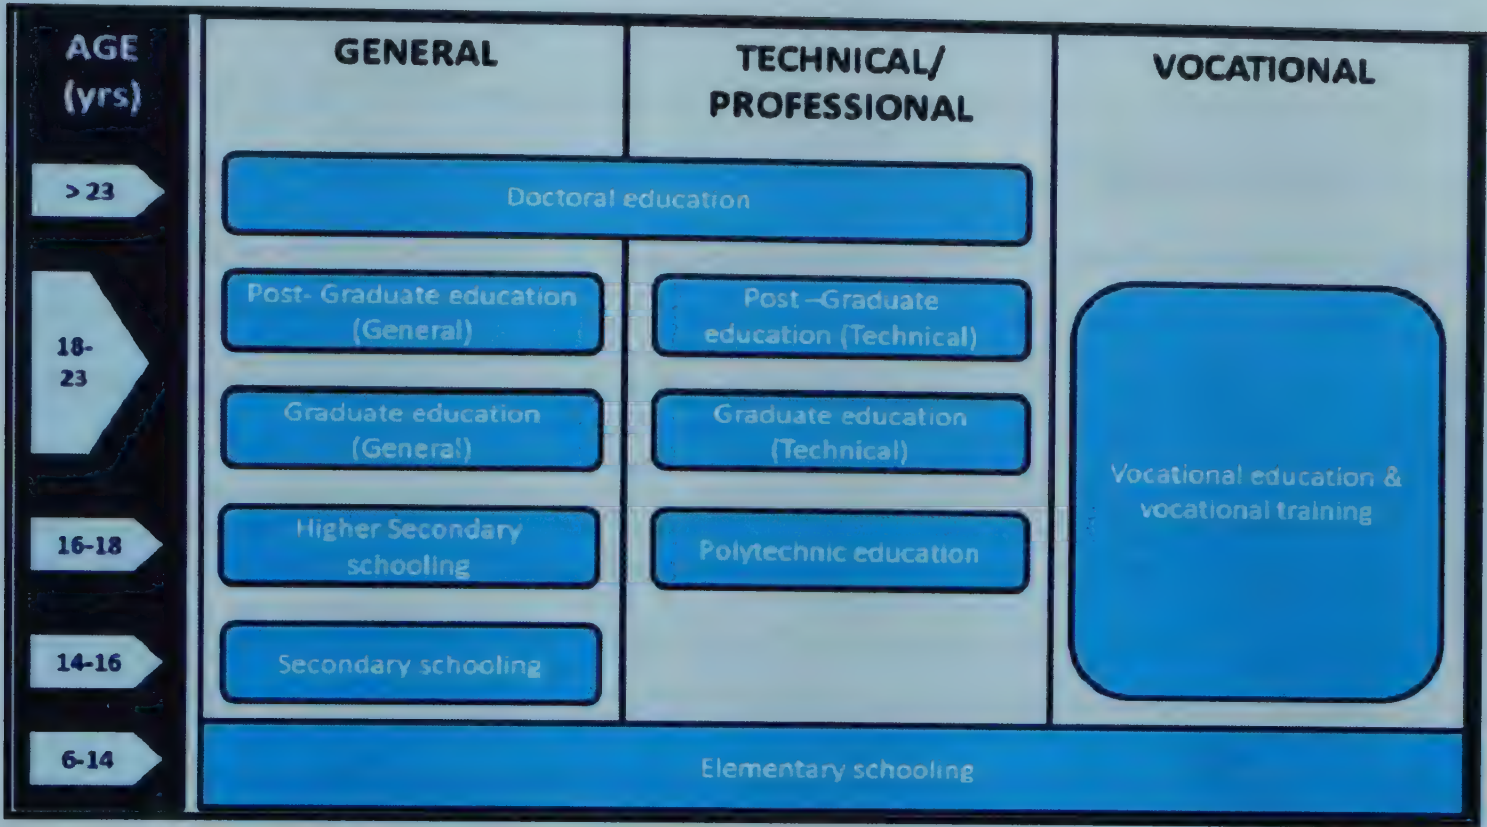 AGE
(yrs)
GENERAL
TECHNICAL/
PROFESSIONAL
VOCATIONAL
> 23
Doctoral education
18-
23
Post- Graduate education
(General)
Post –Graduate
education (Technical)
Graduate education
(General)
Graduate education
(Technical)
Vocational education &
vocational training
16-18
Higher Secondary
schooling
Polytechnic education
14-16
Secondary schooling
6-14
Elementary schooling